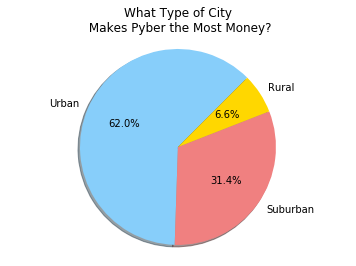 What Type of City
Makes Pyber the Most Money?
Rural
Urban
6.6%
62.0%
31.4%
Suburban